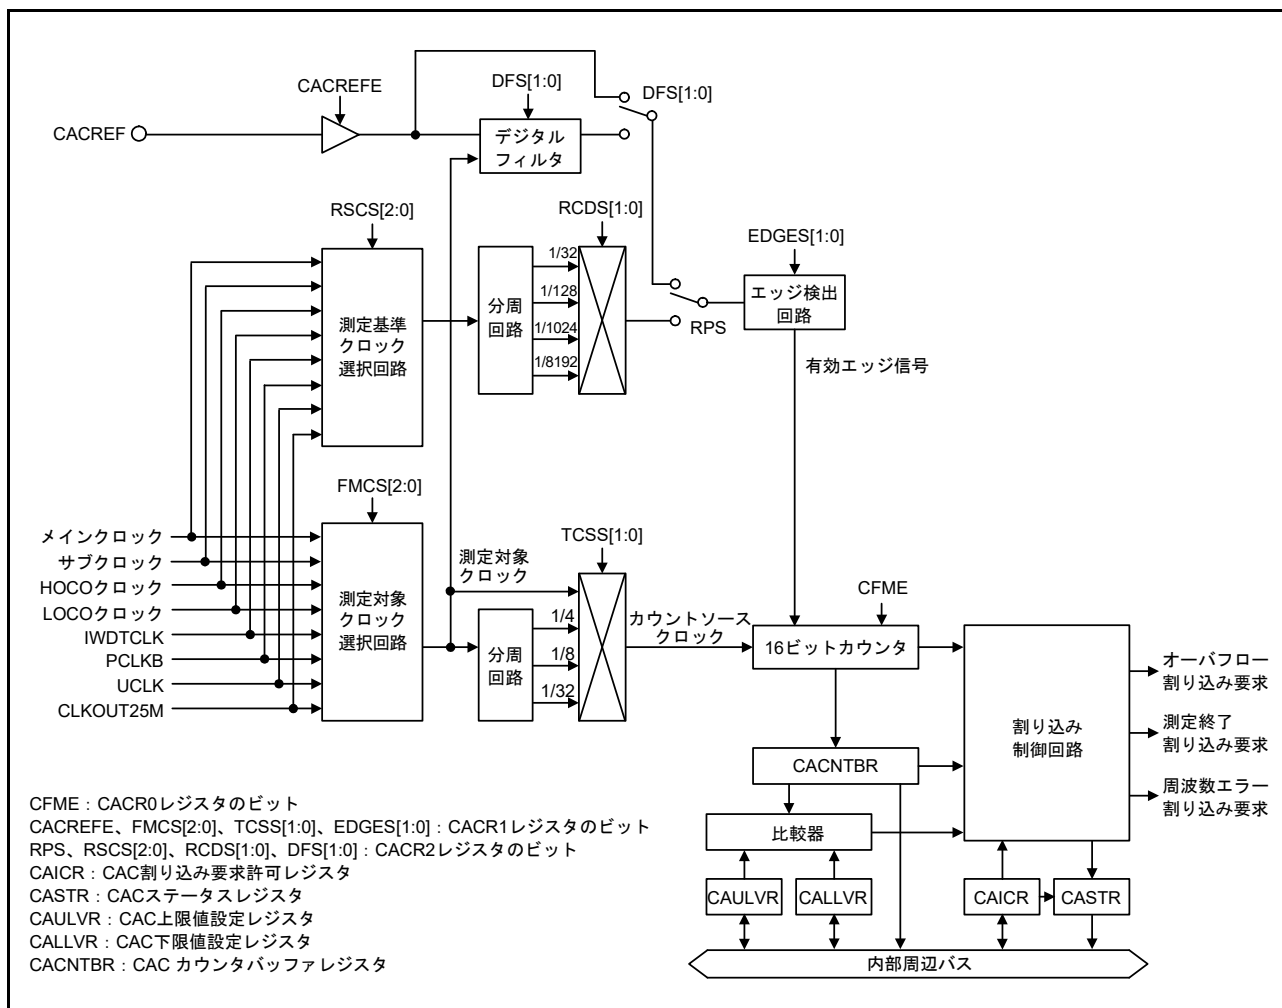 CACREFE
DFS[1:0]
DFS[1:0]
CACREF
デジタル
フィルタ
RSCS[2:0]
RCDS[1:0]
EDGES[1:0]
測定基準
クロック
選択回路
分周
回路
1/32
1/128
1/1024
1/8192
RPS
エッジ検出
回路
有効エッジ信号
FMCS[2:0]
TCSS[1:0]
メインクロック
サブクロック
HOCOクロック
LOCOクロック
IWDTCLK
PCLKB
UCLK
CLKOUT25M
測定対象
クロック
選択回路
測定対象
クロック
分周
回路
1/4
1/8
1/32
カウントソース
クロック
CFME
16ビットカウンタ
割り込み
制御回路
オーバフロー
割り込み要求
測定終了
割り込み要求
周波数エラー
割り込み要求
CACNTBR
比較器
CAULVR
CALLVR
CAICR
CASTR
内部周辺バス
CFME：CACR0レジスタのビット
CACREFE、FMCS[2:0]、TCSS[1:0]、EDGES[1:0]：CACR1レジスタのビット
RPS、RSCS[2:0]、RCDS[1:0]、DFS[1:0]：CACR2レジスタのビット
CAICR：CAC割り込み要求許可レジスタ
CASTR：CACステータスレジスタ
CAULVR：CAC上限値設定レジスタ
CALLVR：CAC下限値設定レジスタ
CACNTBR：CAC カウンタバッファレジスタ